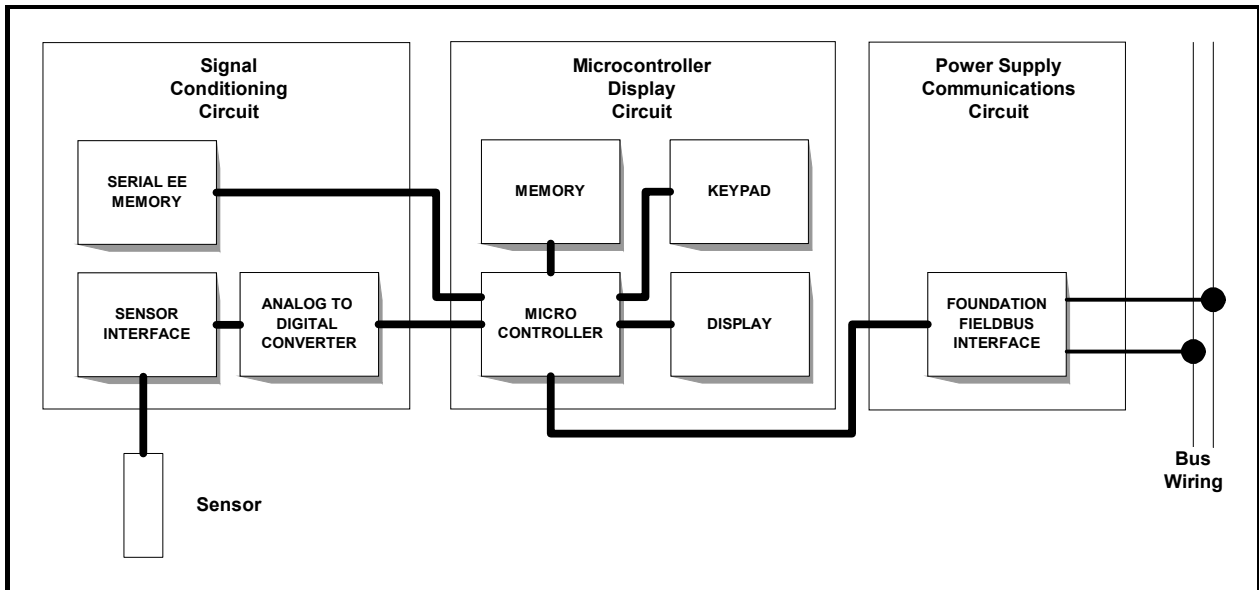 Signal
Conditioning
Circuit
Microcontroller
Display
Circuit
Power Supply
Communications
Circuit
SERIAL EE
MEMORY
MEMORY
KEYPAD
SENSOR
INTERFACE
ANALOG TO
DIGITAL
CONVERTER
MICRO
CONTROLLER
DISPLAY
FOUNDATION
FIELDBUS
INTERFACE
Bus
Wiring
Sensor